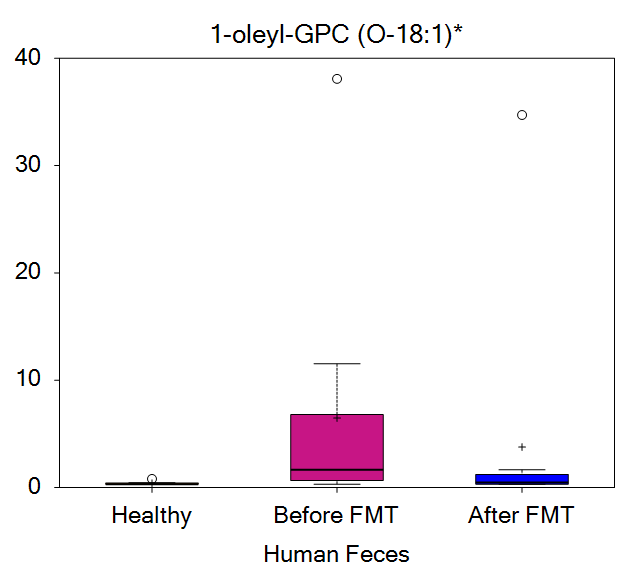 1-oleyl-GPC (O-18:1)*
40
30
20
10
0
Healthy Before FMT After FMT
Human Feces